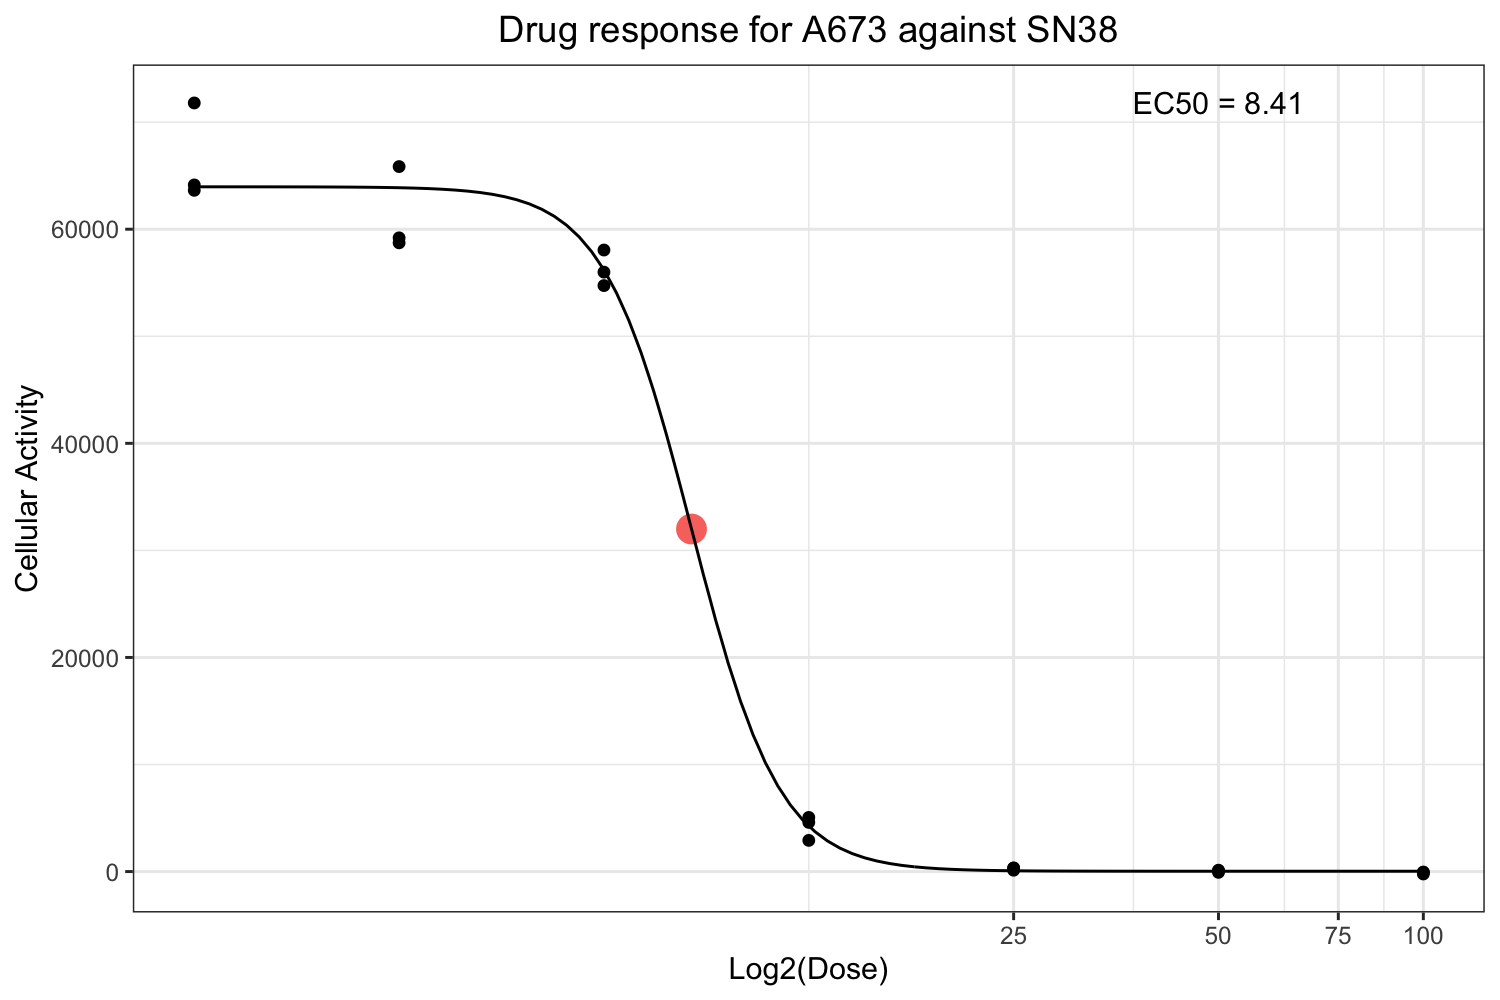 Drug response for A673 against SN38
EC50 = 8.41
Cellular Activity
60000
40000
20000
0
25 50 75 100
Log2(Dose)